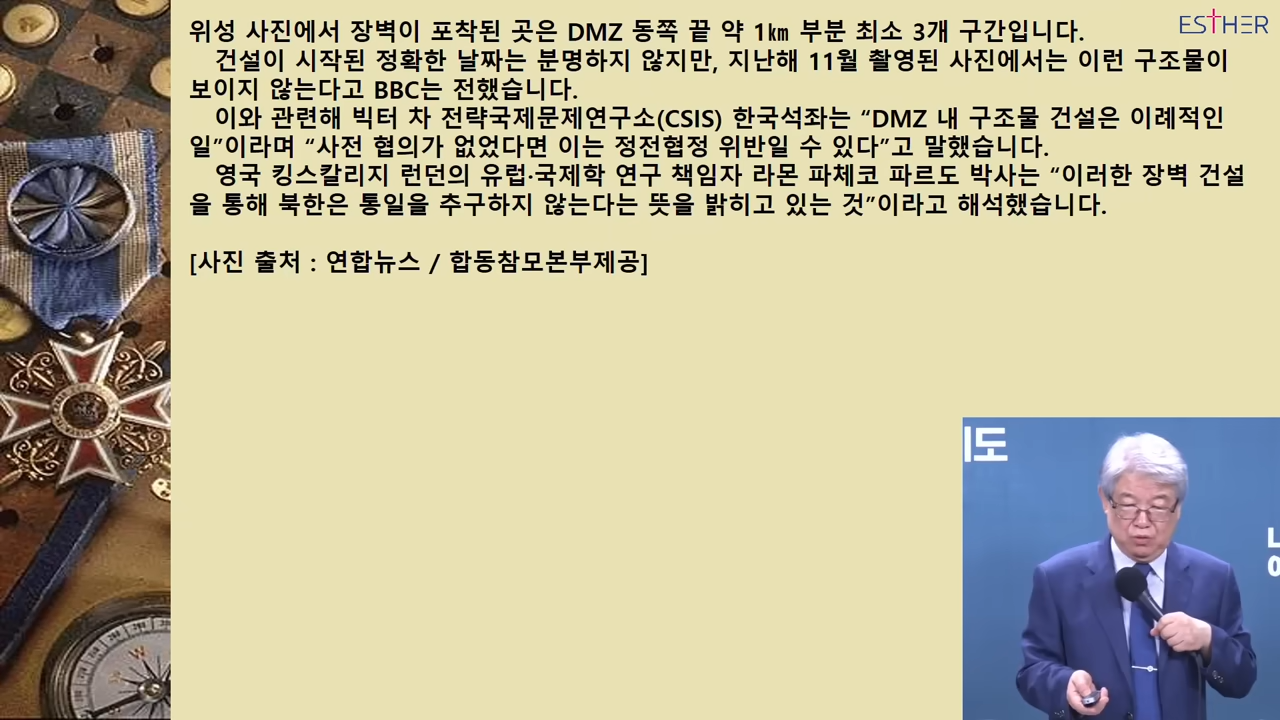 위성 사진에서 장벽이 포착된 곳은 DMZ 동쪽 끝 약 1㎞ 부분 최소 3개 구간입니다.
건설이 시작된 정확한 날짜는 분명하지 않지만, 지난해 11월 촬영된 사진에서는 이런 구조물이
보이지 않는다고 BBC는 전했습니다.
이와 관련해 빅터 차 전략국제문제연구소(CSIS) 한국석좌는 “DMZ 내 구조물 건설은 이례적인
일”이라며 “사전 협의가 없었다면 이는 정전협정 위반일 수 있다”고 말했습니다.
영국 킹스칼리지 런던의 유럽·국제학 연구 책임자 라몬 파체코 파르도 박사는 “이러한 장벽 건설
을 통해 북한은 통일을 추구하지 않는다는 뜻을 밝히고 있는 것”이라고 해석했습니다.
[사진 출처 : 연합뉴스 / 합동참모본부제공]
ESTHER
도